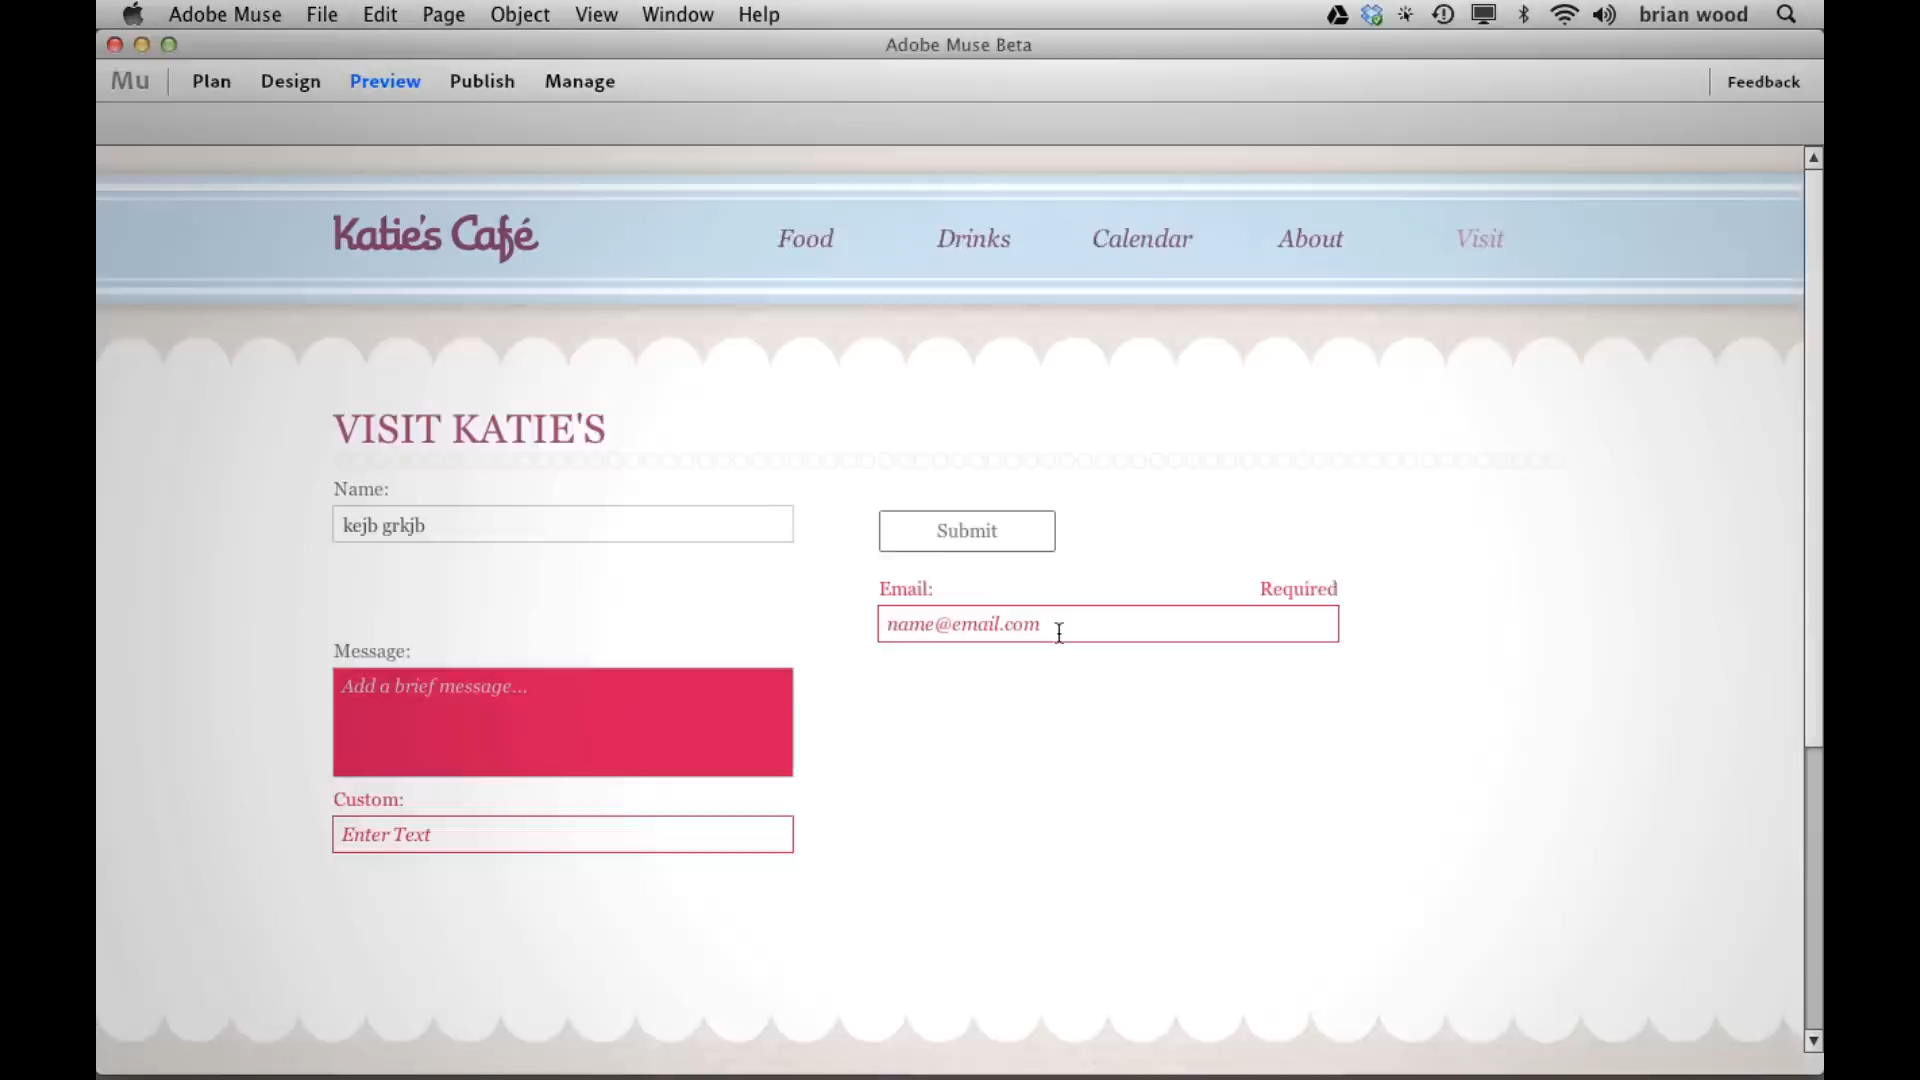 Adobe Muse File Edit Page Object View Window Help brian wood
Adobe Muse Beta
Mu Plan Design Preview Publish Manage Feedback
Katie's Café Food Drinks Calendar About Visit
VISIT KATIE'S
Name:
kejb grkjb
Submit
Email: Required
name@email.com
Message:
Add a brief message...
Custom:
Enter Text